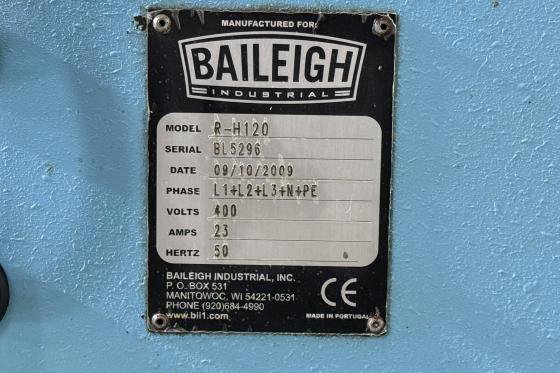 MANUFACTURED FOR:
BAILEIGH
INDUSTRIAL
MODEL R-H120
SERIAL BL5296
DATE 09/10/2009
PHASE L1+L2+L3+N+PE
VOLTS 400
AMPS 23
HERTZ 50
BAILEIGH INDUSTRIAL, INC.
P. O. BOX 531
MANITOWOC, WI 54221-0531
PHONE (920)684-4990
www.bii1.com
CE
MADE IN PORTUGAL